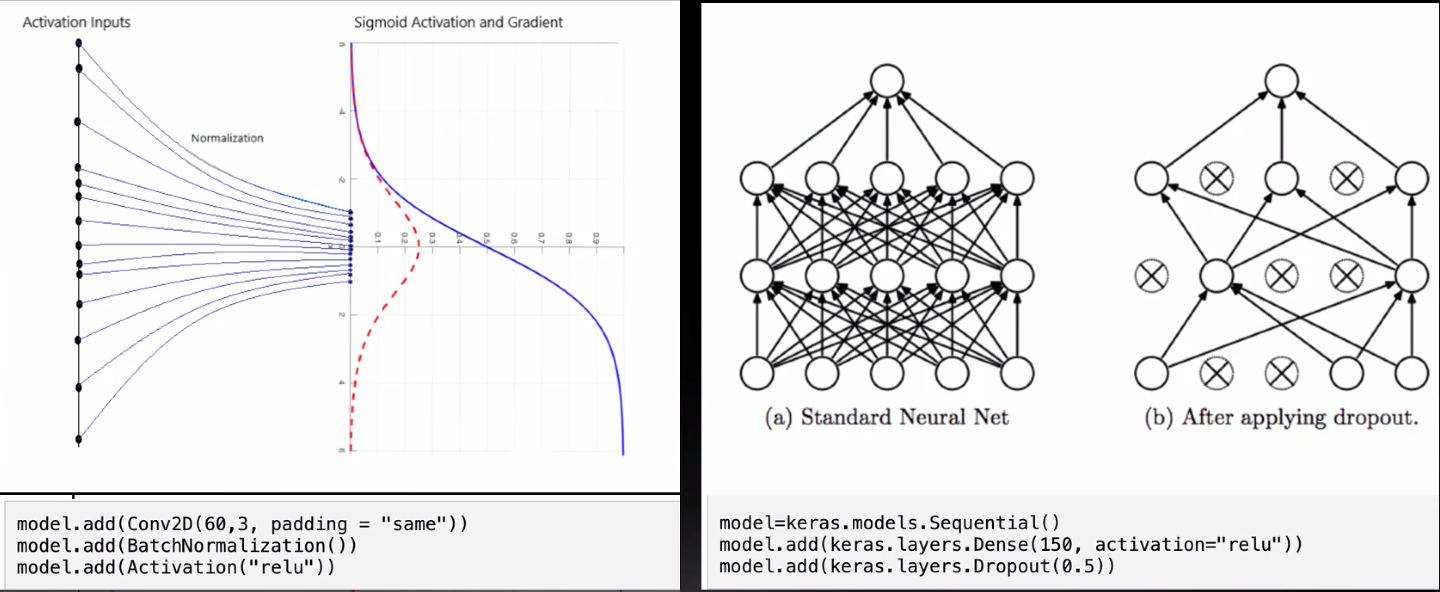 Activation Inputs
Sigmoid Activation and Gradient
Normalization
6
-4
-2
0
0.1
0.2
0.3
0.4
0.5
0.6
0.7
0.8
0.9
2
4
6
model.add(Conv2D(60,3, padding = "same"))
model.add(BatchNormalization())
model.add(Activation("relu"))
(a) Standard Neural Net
(b) After applying dropout.
model=keras.models.Sequential()
model.add(keras.layers.Dense(150, activation="relu"))
model.add(keras.layers.Dropout(0.5))